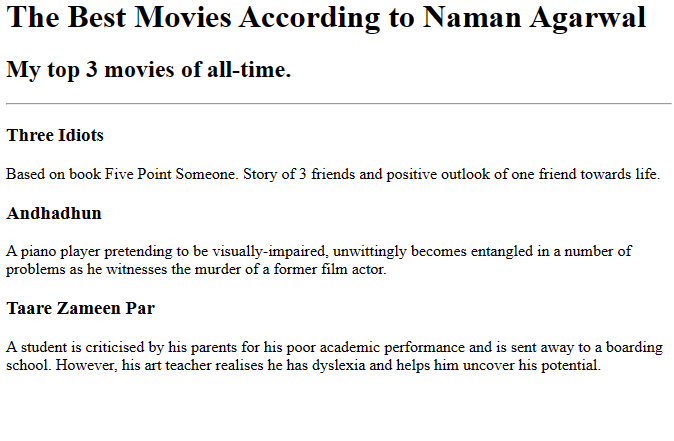 The Best Movies According to Naman Agarwal
My top 3 movies of all-time.
Three Idiots
Based on book Five Point Someone. Story of 3 friends and positive outlook of one friend towards life.
Andhadhun
A piano player pretending to be visually-impaired, unwittingly becomes entangled in a number of
problems as he witnesses the murder of a former film actor.
Taare Zameen Par
A student is criticised by his parents for his poor academic performance and is sent away to a boarding
school. However, his art teacher realises he has dyslexia and helps him uncover his potential.